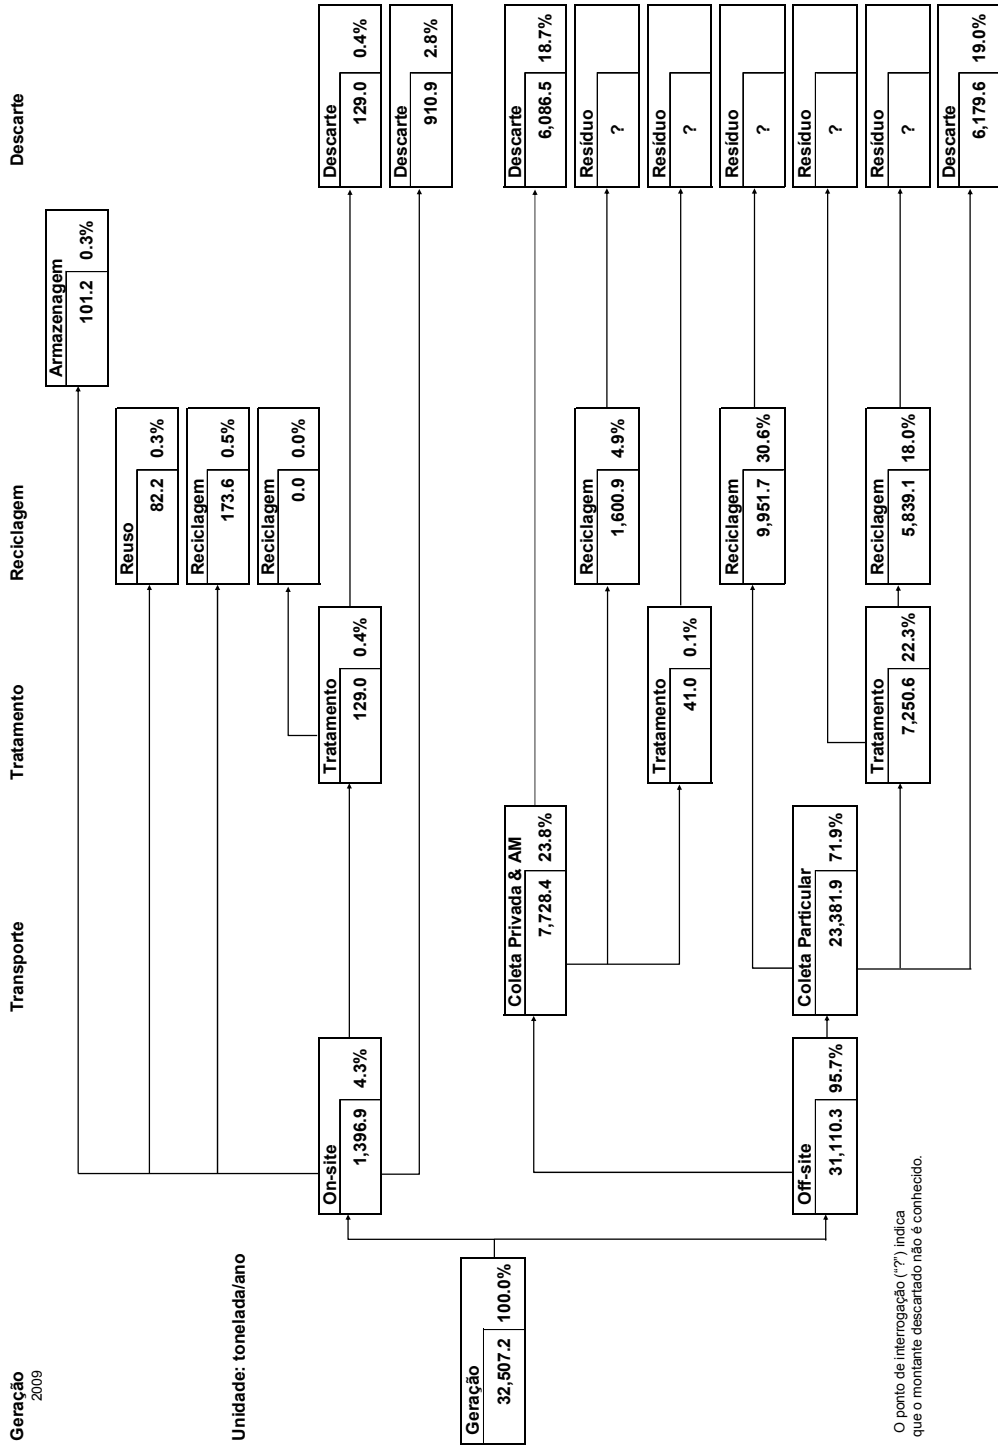 Geração
2009
Transporte
Tratamento
Reciclagem
Descarte
Unidade: tonelada/ano
Armazenagem
101.2 0.3%
Reuso
82.2 0.3%
Reciclagem
173.6 0.5%
Reciclagem
0.0 0.0%
On-site
1,396.9 4.3%
Tratamento
129.0 0.4%
Descarte
129.0 0.4%
Descarte
910.9 2.8%
Geração
32,507.2 100.0%
Coleta Privada & AM
7,728.4 23.8%
Descarte
6,086.5 18.7%
Reciclagem
1,600.9 4.9%
Resíduo
?
Tratamento
41.0 0.1%
Resíduo
?
Reciclagem
9,951.7 30.6%
Resíduo
?
Off-site
31,110.3 95.7%
Coleta Particular
23,381.9 71.9%
Resíduo
?
Tratamento
7,250.6 22.3%
Reciclagem
5,839.1 18.0%
Resíduo
?
Descarte
6,179.6 19.0%
O ponto de interrogação (“?”) indica
que o montante descartado não é conhecido.